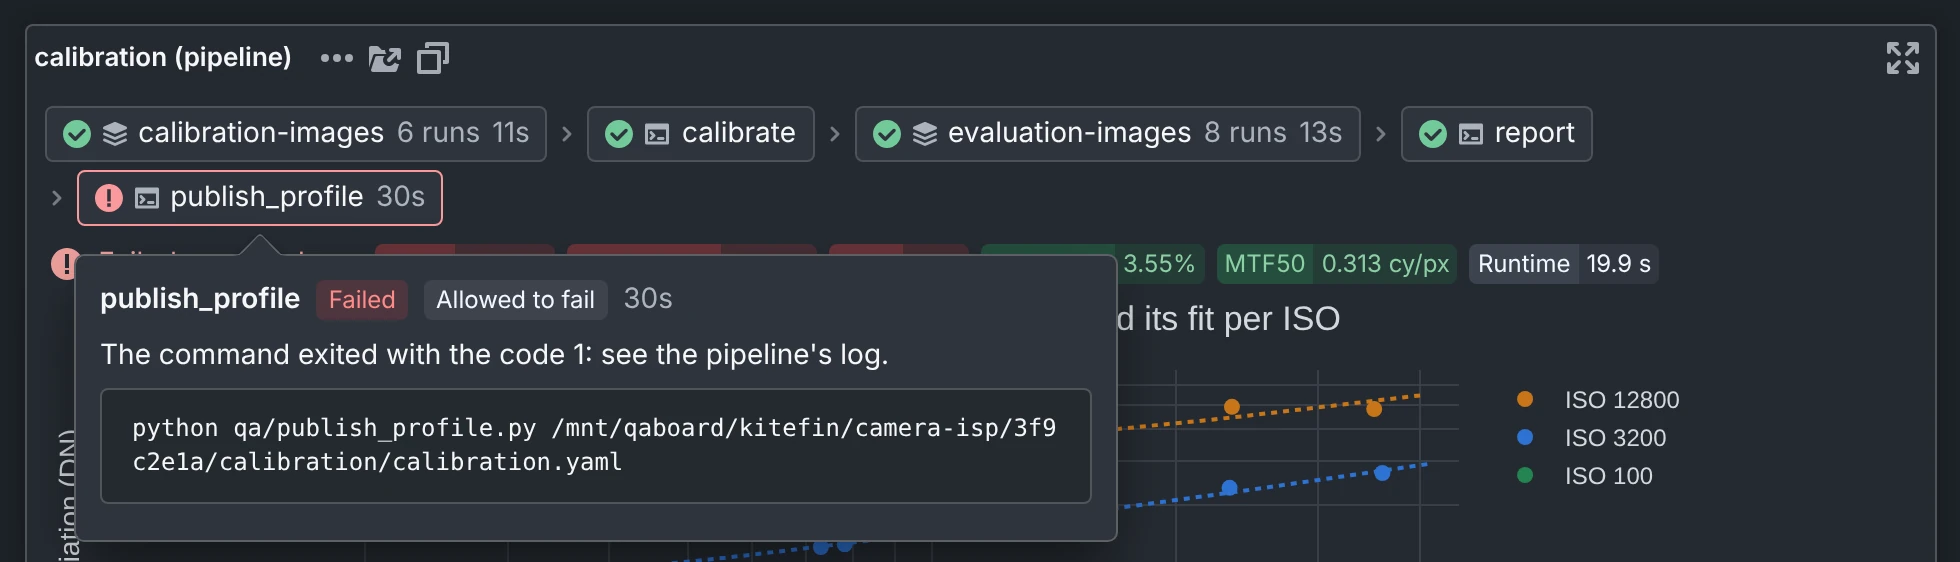 calibration (pipeline)
calibration-images 6 runs 11s
calibrate
evaluation-images 8 runs 13s
report
publish_profile 30s
3.55%
MTF50 0.313 cy/px
Runtime 19.9 s
publish_profile Failed Allowed to fail 30s
The command exited with the code 1: see the pipeline's log.
python qa/publish_profile.py /mnt/qaboard/kitefin/camera-isp/3f9
c2e1a/calibration/calibration.yaml
d its fit per ISO
ISO 12800
ISO 3200
ISO 100
iation (DN)